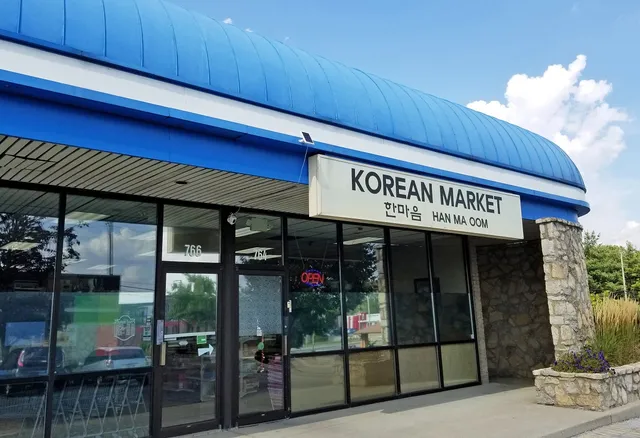 KOREAN MARKET
한마음 HAN MA OOM
766
764
OPEN